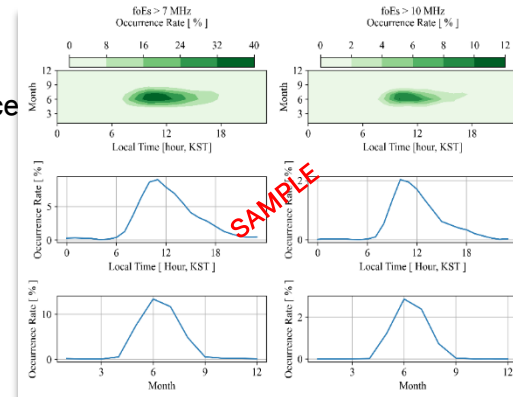 foEs > 7 MHz
Occurrence Rate [ % ]
0 8 16 24 32 40
12
9
6
3
Month
0 6 12 18
Local Time [hour, KST]
foEs > 10 MHz
Occurrence Rate [ % ]
0 2 4 6 8 10 12
12
9
6
3
Month
0 6 12 18
Local Time [hour, KST]
ce
Occurrence Rate [ % ]
5
0
0 6 12 18
Local Time [ Hour, KST ]
SAMPLE
Occurrence Rate [ % ]
2
0
0 6 12 18
Local Time [ Hour, KST ]
Occurrence Rate [ % ]
10
0
3 6 9 12
Month
Occurrence Rate [ % ]
2
0
3 6 9 12
Month